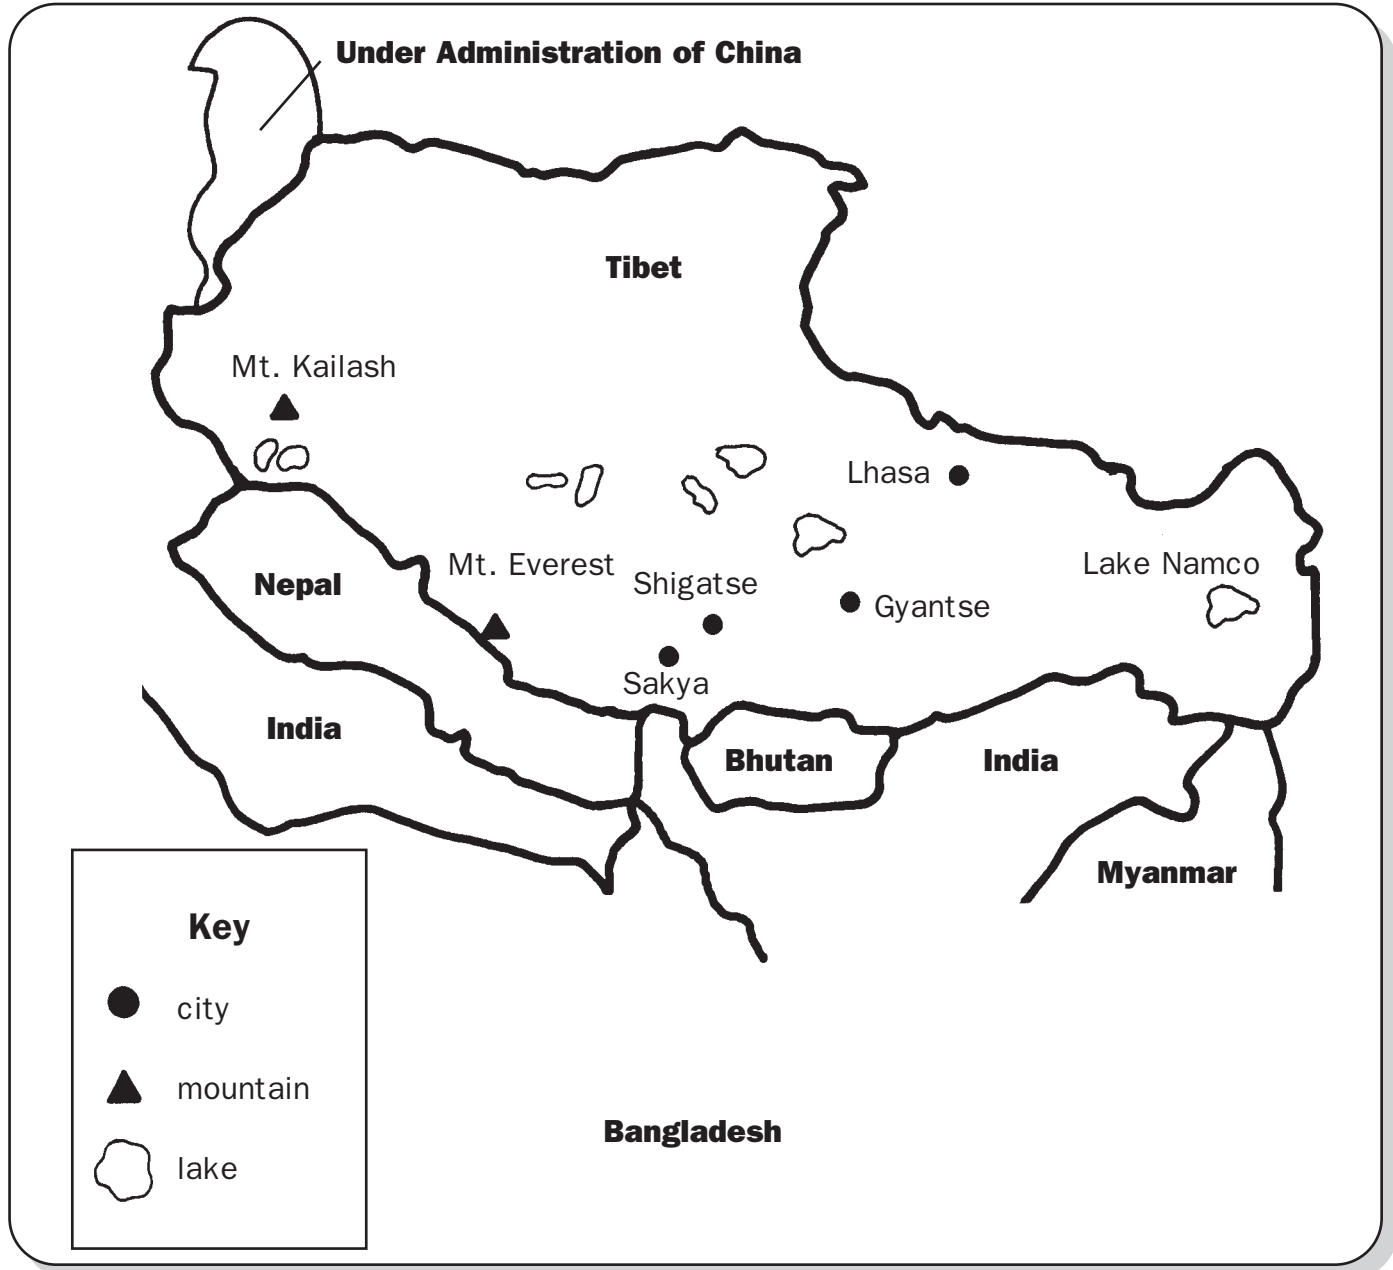 Under Administration of China
Tibet
Mt. Kailash
Lhasa
Mt. Everest
Shigatse
Lake Namco
Nepal
Gyantse
Sakya
India
Bhutan
India
Myanmar
Key
city
mountain
Bangladesh
lake